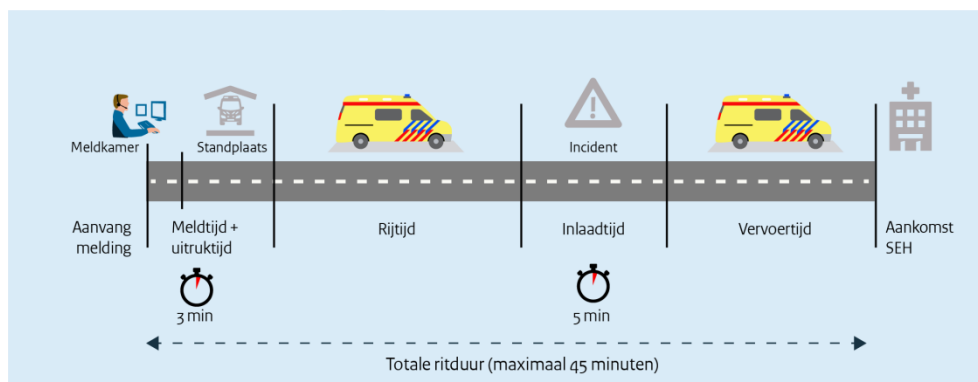 Meldkamer
Standplaats
Incident
Aanvang
melding
Meldtijd +
uitruktijd
Rijtijd
Inlaadtijd
Vervoertijd
Aankomst
SEH
3 min
5 min
Totale ritduur (maximaal 45 minuten)